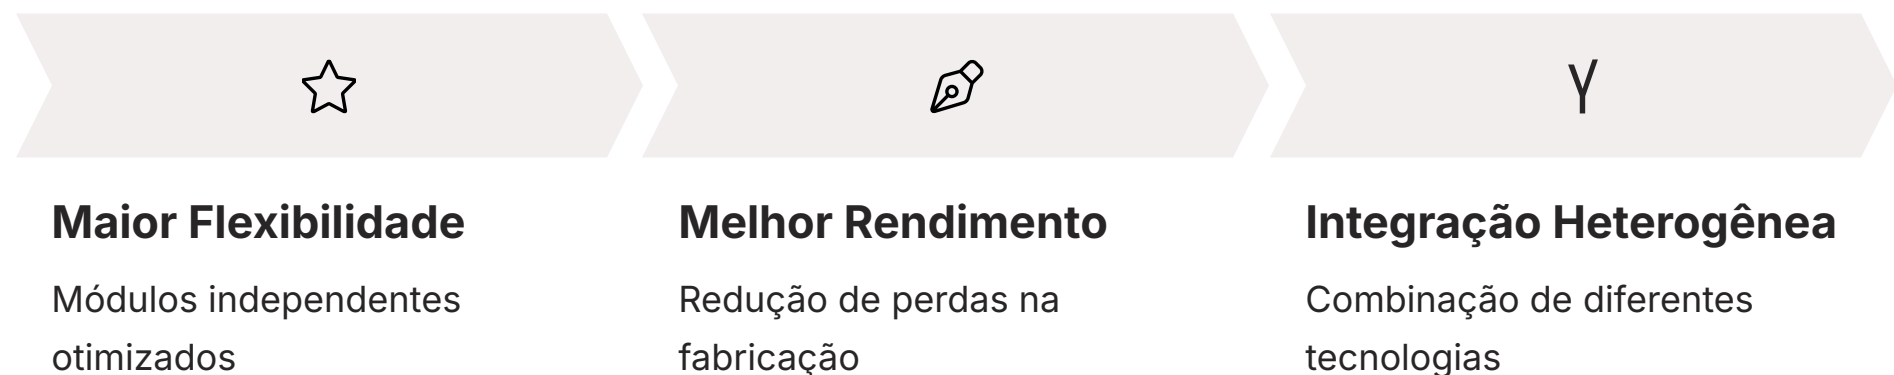 Maior Flexibilidade
Módulos independentes
otimizados
Melhor Rendimento
Redução de perdas na
fabricação
Integração Heterogênea
Combinação de diferentes
tecnologias